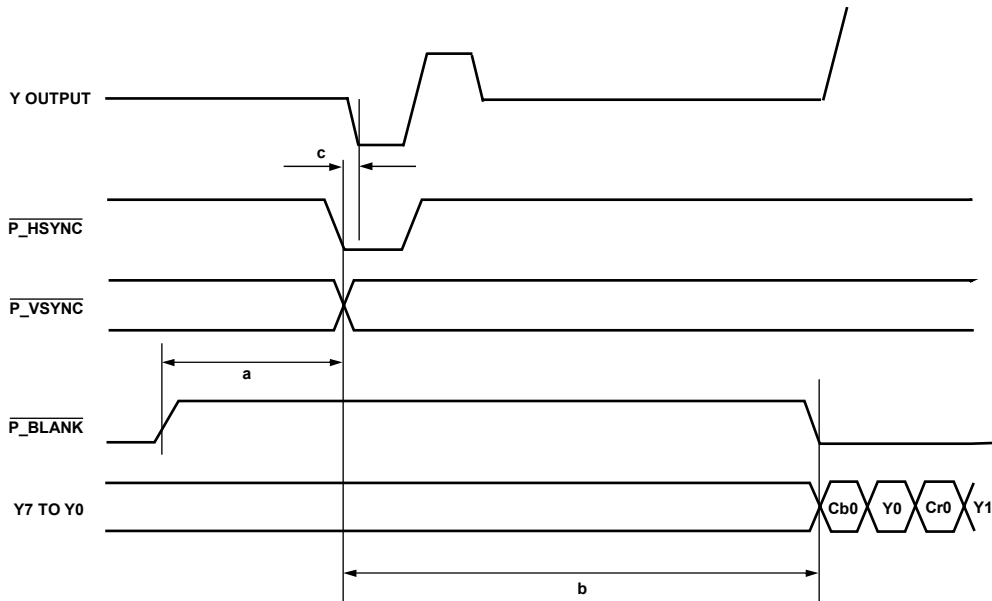 Y OUTPUT
c
P_HSYNC
P_VSYNC
a
P_BLANK
Y7 TO Y0
Cb0 Y0 Cr0 Y1
b